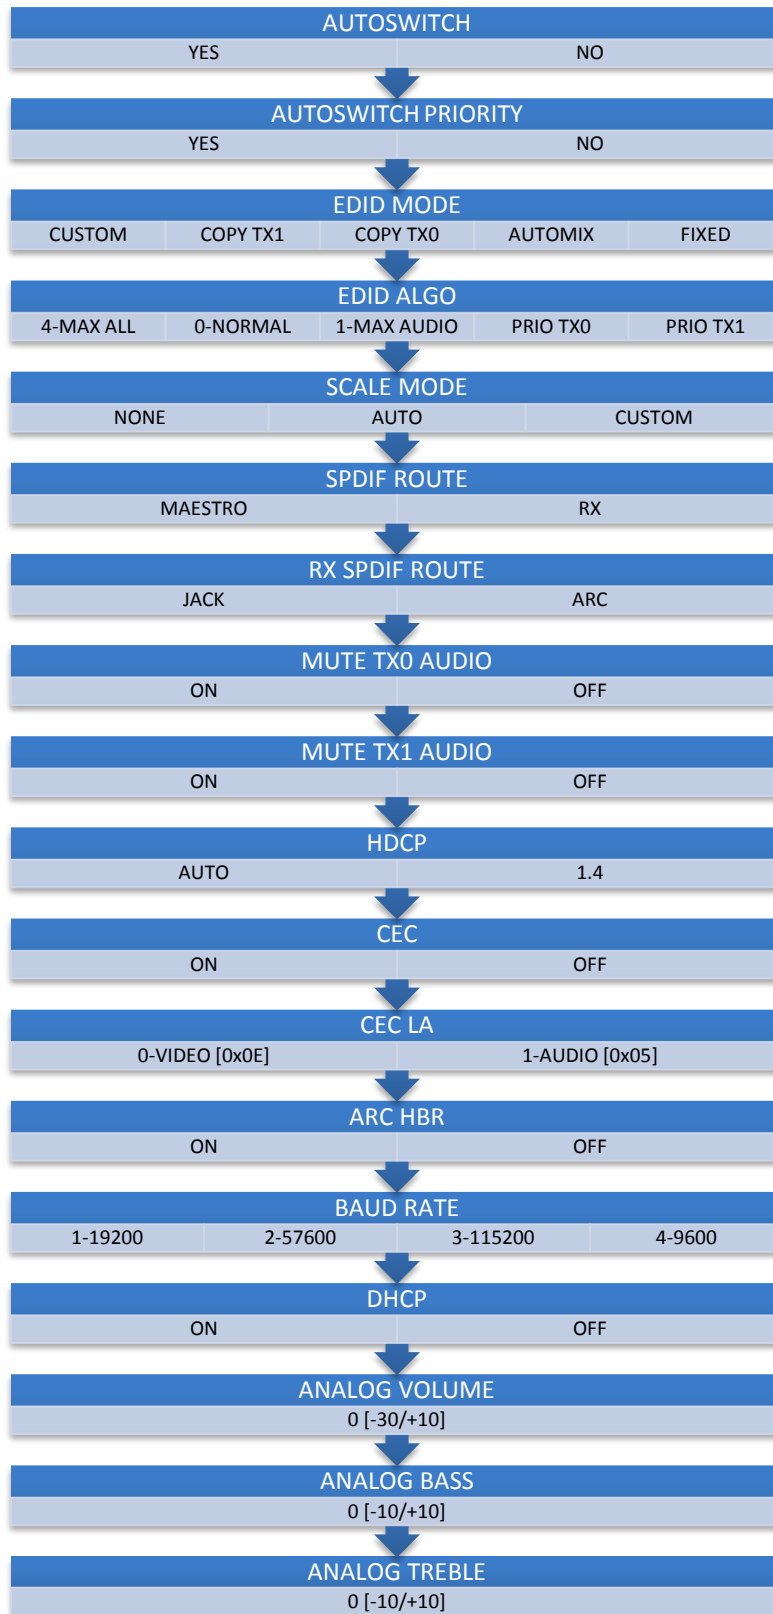 AUTOSWITCH
YES NO
AUTOSWITCH PRIORITY
YES NO
EDID MODE
CUSTOM COPY TX1 COPY TX0 AUTOMIX FIXED
EDID ALGO
4-MAX ALL 0-NORMAL 1-MAX AUDIO PRIO TX0 PRIO TX1
SCALE MODE
NONE AUTO CUSTOM
SPDIF ROUTE
MAESTRO RX
RX SPDIF ROUTE
JACK ARC
MUTE TX0 AUDIO
ON OFF
MUTE TX1 AUDIO
ON OFF
HDCP
AUTO 1.4
CEC
ON OFF
CEC LA
0-VIDEO [0x0E] 1-AUDIO [0x05]
ARC HBR
ON OFF
BAUD RATE
1-19200 2-57600 3-115200 4-9600
DHCP
ON OFF
ANALOG VOLUME
0 [-30/+10]
ANALOG BASS
0 [-10/+10]
ANALOG TREBLE
0 [-10/+10]